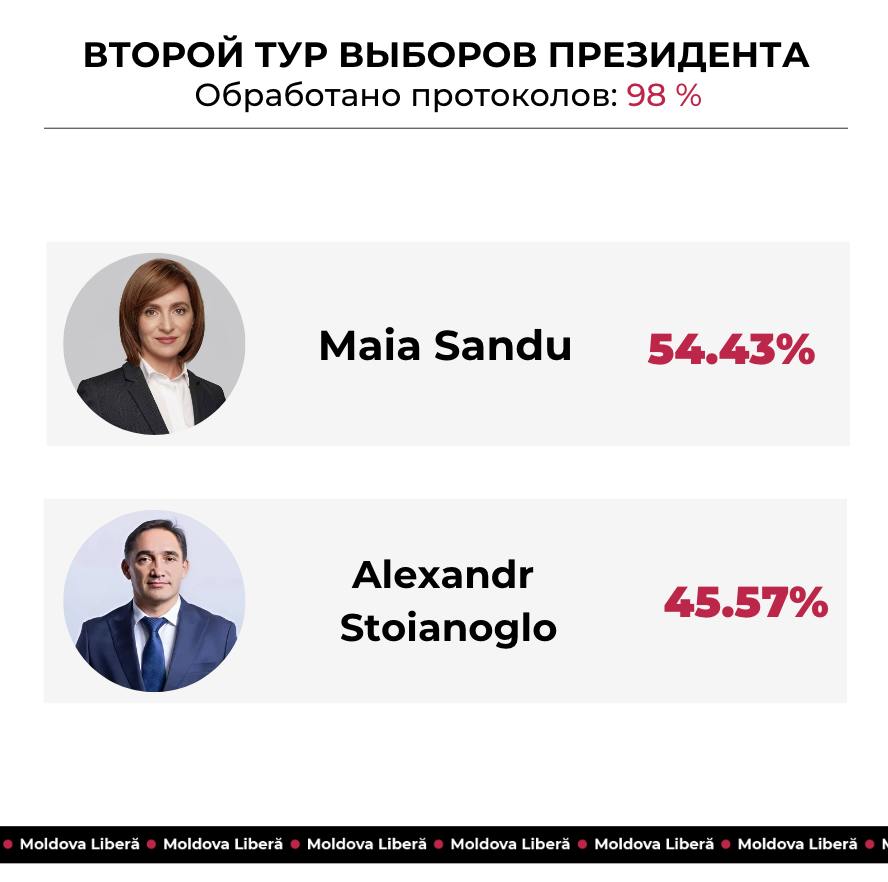 ВТОРОЙ ТУР ВЫБОРОВ ПРЕЗИДЕНТА
Обработано протоколов: 98 %
Maia Sandu
54.43%
Alexandr
Stoianoglo
45.57%
Moldova Liberă • Moldova Liberă • Moldova Liberă • Moldova Liberă • Moldova Liberă • Moldova Liberă •